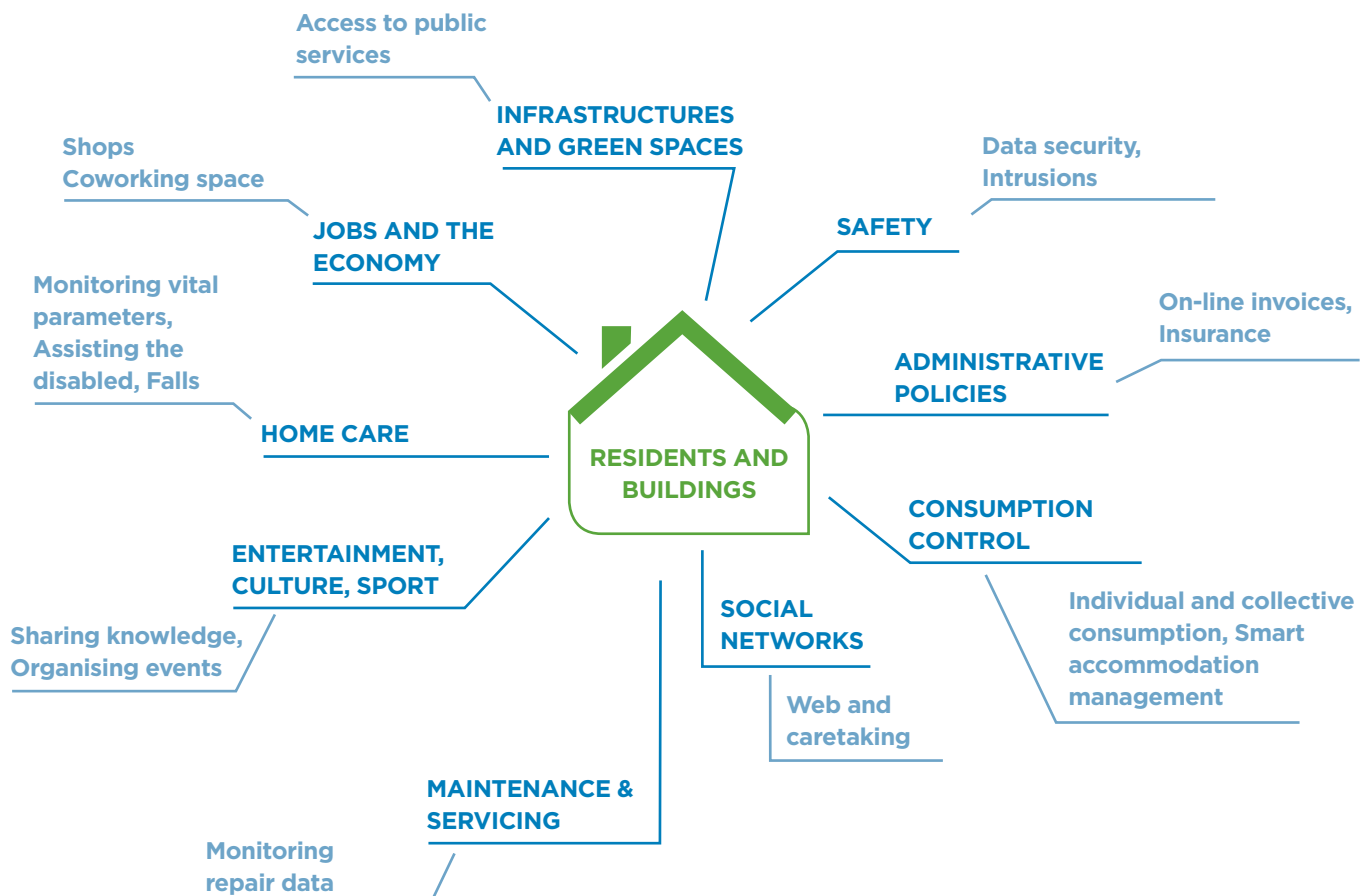 Access to public
services
INFRASTRUCTURES
AND GREEN SPACES
Shops
Coworking space
JOBS AND THE
ECONOMY
Data security,
Intrusions
SAFETY
Monitoring vital
parameters,
Assisting the
disabled, Falls
HOME CARE
On-line invoices,
Insurance
ADMINISTRATIVE
POLICIES
RESIDENTS AND
BUILDINGS
CONSUMPTION
CONTROL
Individual and collective
consumption, Smart
accommodation
management
ENTERTAINMENT,
CULTURE, SPORT
Sharing knowledge,
Organising events
SOCIAL
NETWORKS
Web and
caretaking
MAINTENANCE &
SERVICING
Monitoring
repair data